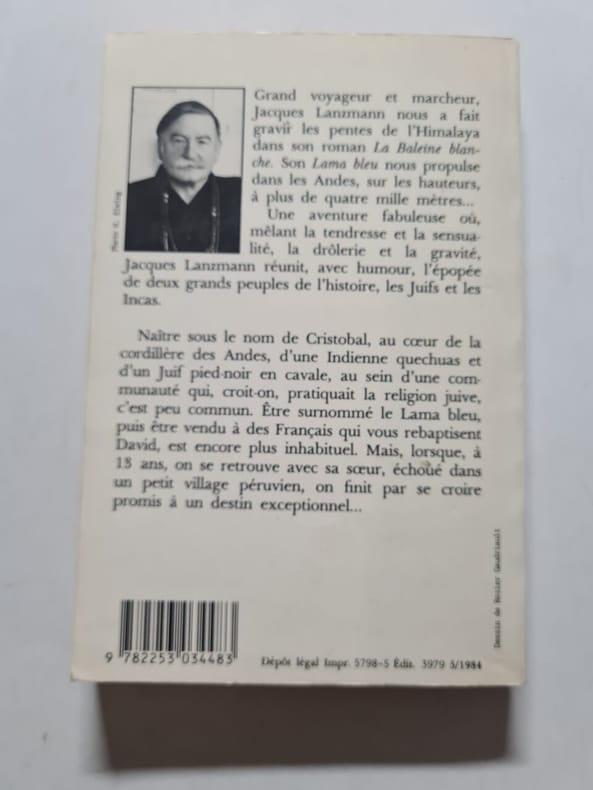 Grand voyageur et marcheur,
Jacques Lanzmann nous a fait
gravir les pentes de l'Himalaya
dans son roman La Baleine blan-
che. Son Lama bleu nous propulse
dans les Andes, sur les hauteurs,
à plus de quatre mille mètres...
Une aventure fabuleuse où,
mêlant la tendresse et la sensua-
lité, la drôlerie et la gravité,
Jacques Lanzmann réunit, avec humour, l'épopée
de deux grands peuples de l'histoire, les Juifs et les
Incas.
Naître sous le nom de Cristobal, au cœur de la
cordillère des Andes, d'une Indienne quechuas et
d'un Juif pied-noir en cavale, au sein d'une com-
munauté qui, croit-on, pratiquait la religion juive,
c'est peu commun. Être surnommé le Lama bleu,
puis être vendu à des Français qui vous rebaptisent
David, est encore plus inhabituel. Mais, lorsque, à
18 ans, on se retrouve avec sa sœur, échoué dans
un petit village péruvien, on finit par se croire
promis à un destin exceptionnel...
Dessin de Rozier Gaudriault
9 782253 034483
Dépôt légal Impr. 5798-5 Édit. 3979 5/1984